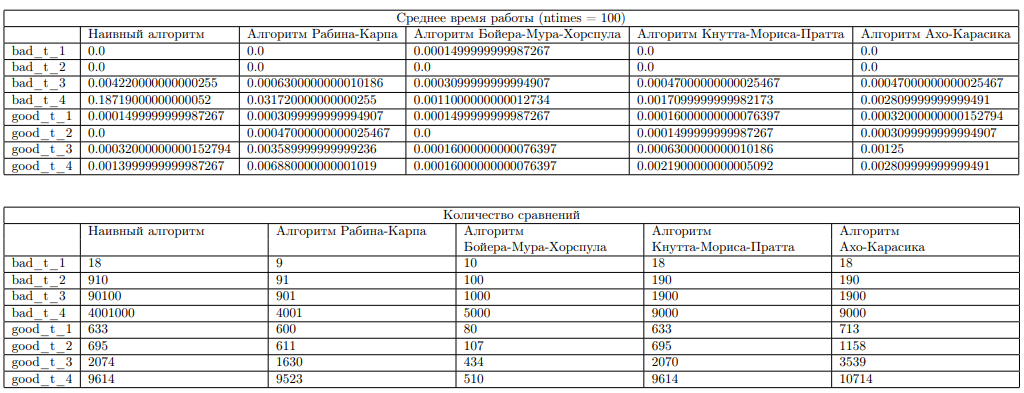 Среднее время работы (ntimes = 100)
Наивный алгоритм Алгоритм Рабина-Карпа Алгоритм Бойера-Мура-Хорспула Алгоритм Кнутта-Мориса-Пратта Алгоритм Ахо-Карасика
bad_t_1 0.0 0.0 0.0001499999999987267 0.0 0.0
bad_t_2 0.0 0.0 0.0 0.0 0.0
bad_t_3 0.004220000000000255 0.0006300000000010186 0.0003099999999994907 0.00047000000000025467 0.00047000000000025467
bad_t_4 0.18719000000000052 0.031720000000000255 0.0011000000000012734 0.0017099999999982173 0.002809999999999491
good_t_1 0.0001499999999987267 0.0003099999999994907 0.0001499999999987267 0.00016000000000076397 0.00032000000000152794
good_t_2 0.0 0.00047000000000025467 0.0 0.0001499999999987267 0.0003099999999994907
good_t_3 0.00032000000000152794 0.003589999999999236 0.00016000000000076397 0.0006300000000010186 0.00125
good_t_4 0.0013999999999987267 0.006880000000001019 0.00016000000000076397 0.0021900000000005092 0.002809999999999491
Количество сравнений
Наивный алгоритм Алгоритм Рабина-Карпа Алгоритм Алгоритм Алгоритм
Бойера-Мура-Хорспула Кнутта-Мориса-Пратта Ахо-Карасика
bad_t_1 18 9 10 18 18
bad_t_2 910 91 100 190 190
bad_t_3 90100 901 1000 1900 1900
bad_t_4 4001000 4001 5000 9000 9000
good_t_1 633 600 80 633 713
good_t_2 695 611 107 695 1158
good_t_3 2074 1630 434 2070 3539
good_t_4 9614 9523 510 9614 10714